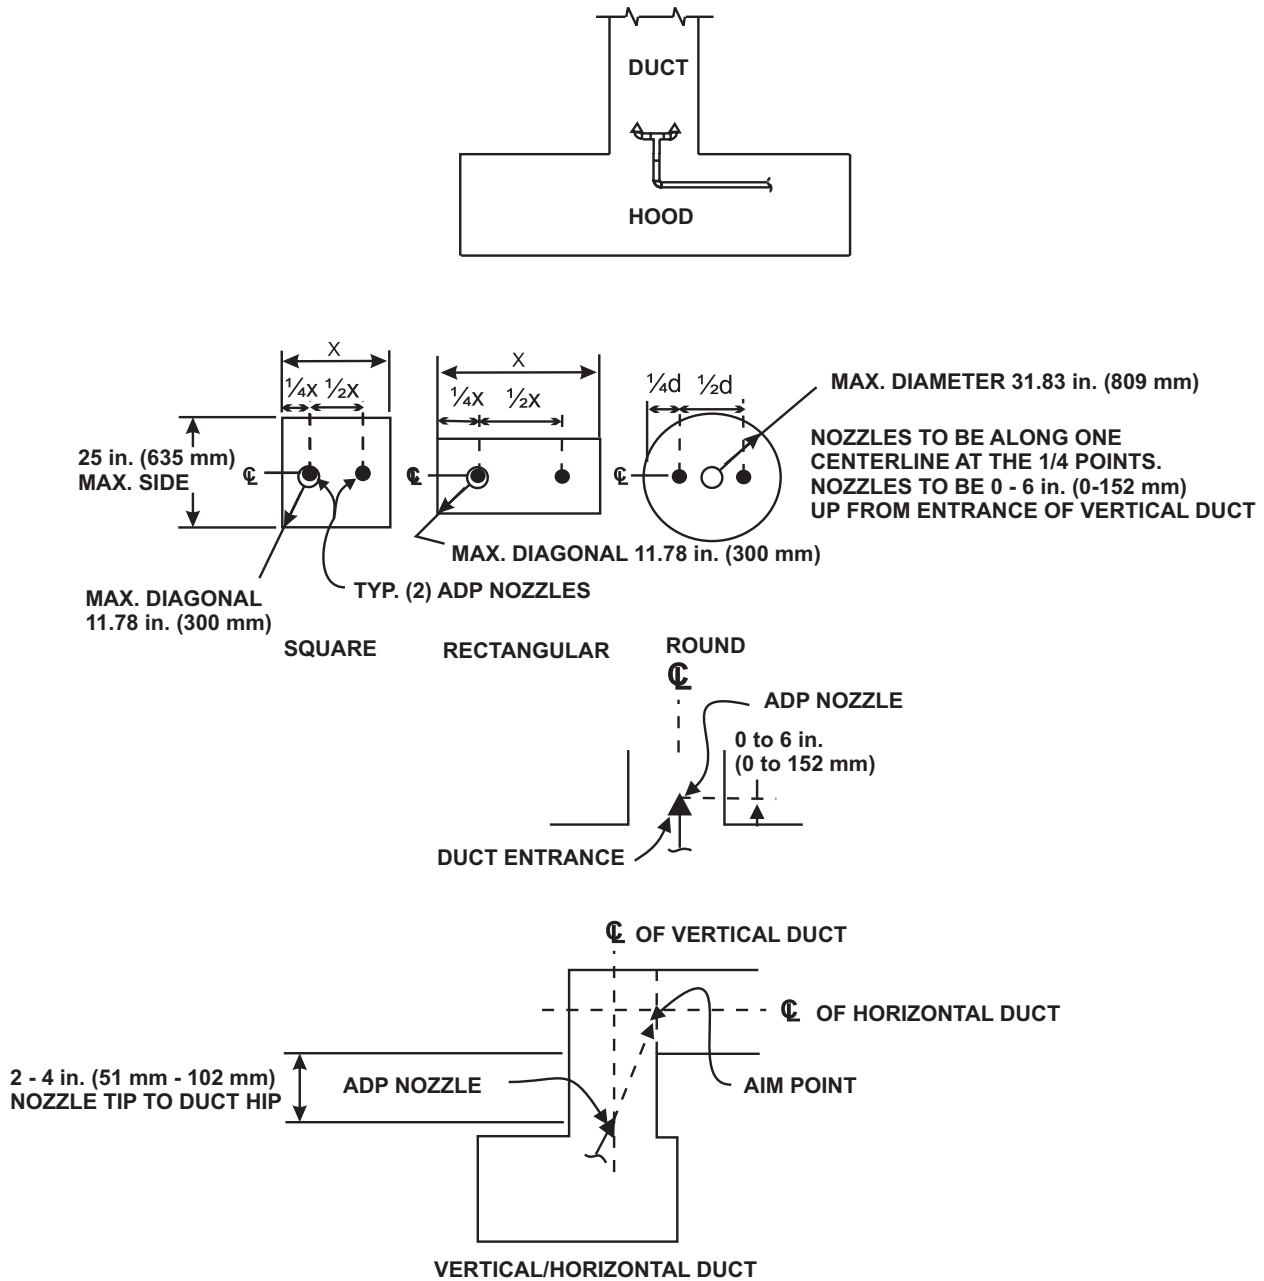 DUCT
HOOD
X
X
¼x ½x
¼x ½x
¼d ½d
MAX. DIAMETER 31.83 in. (809 mm)
25 in. (635 mm)
MAX. SIDE
℄
℄
℄
NOZZLES TO BE ALONG ONE
CENTERLINE AT THE 1/4 POINTS.
NOZZLES TO BE 0 - 6 in. (0-152 mm)
UP FROM ENTRANCE OF VERTICAL DUCT
MAX. DIAGONAL 11.78 in. (300 mm)
TYP. (2) ADP NOZZLES
MAX. DIAGONAL
11.78 in. (300 mm)
SQUARE
RECTANGULAR
ROUND
℄
ADP NOZZLE
0 to 6 in.
(0 to 152 mm)
DUCT ENTRANCE
℄ OF VERTICAL DUCT
℄ OF HORIZONTAL DUCT
2 - 4 in. (51 mm - 102 mm)
NOZZLE TIP TO DUCT HIP
ADP NOZZLE
AIM POINT
VERTICAL/HORIZONTAL DUCT